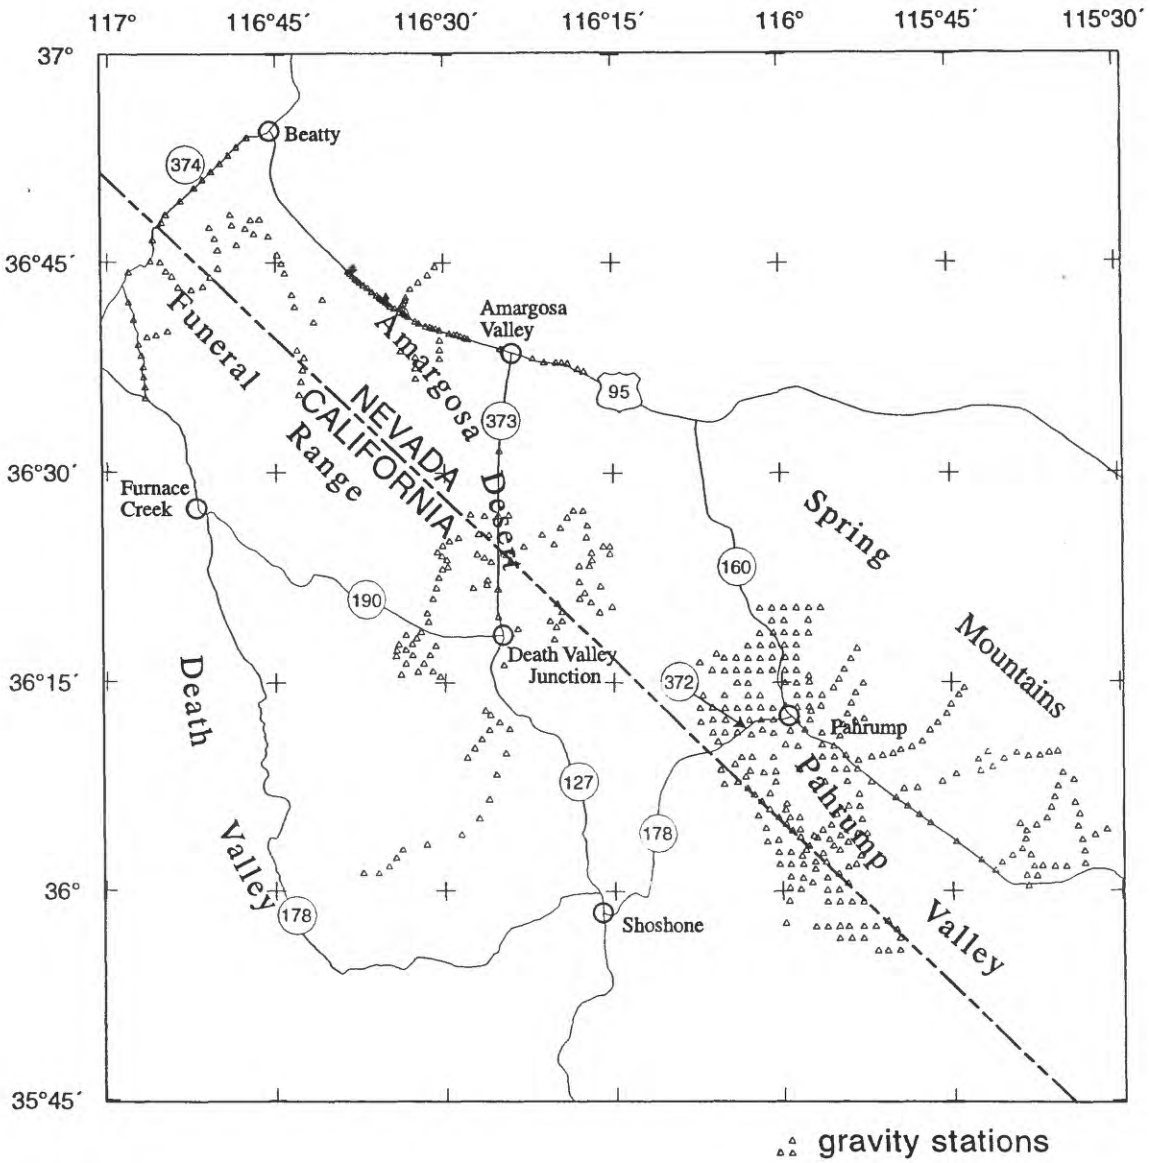 117° 116°45´ 116°30´ 116°15´ 116° 115°45´ 115°30´
37°
Beatty
374
36°45´
Funeral
Range
Amargosa
Desert
Amargosa
Valley
95
NEVADA
CALIFORNIA
373
36°30´
Furnace
Creek
Spring
Mountains
160
190
Death Valley
Junction
36°15´
372
Death
Valley
Pahrump
Pahrump
Valley
127
178
36°
178
Shoshone
35°45´
gravity stations